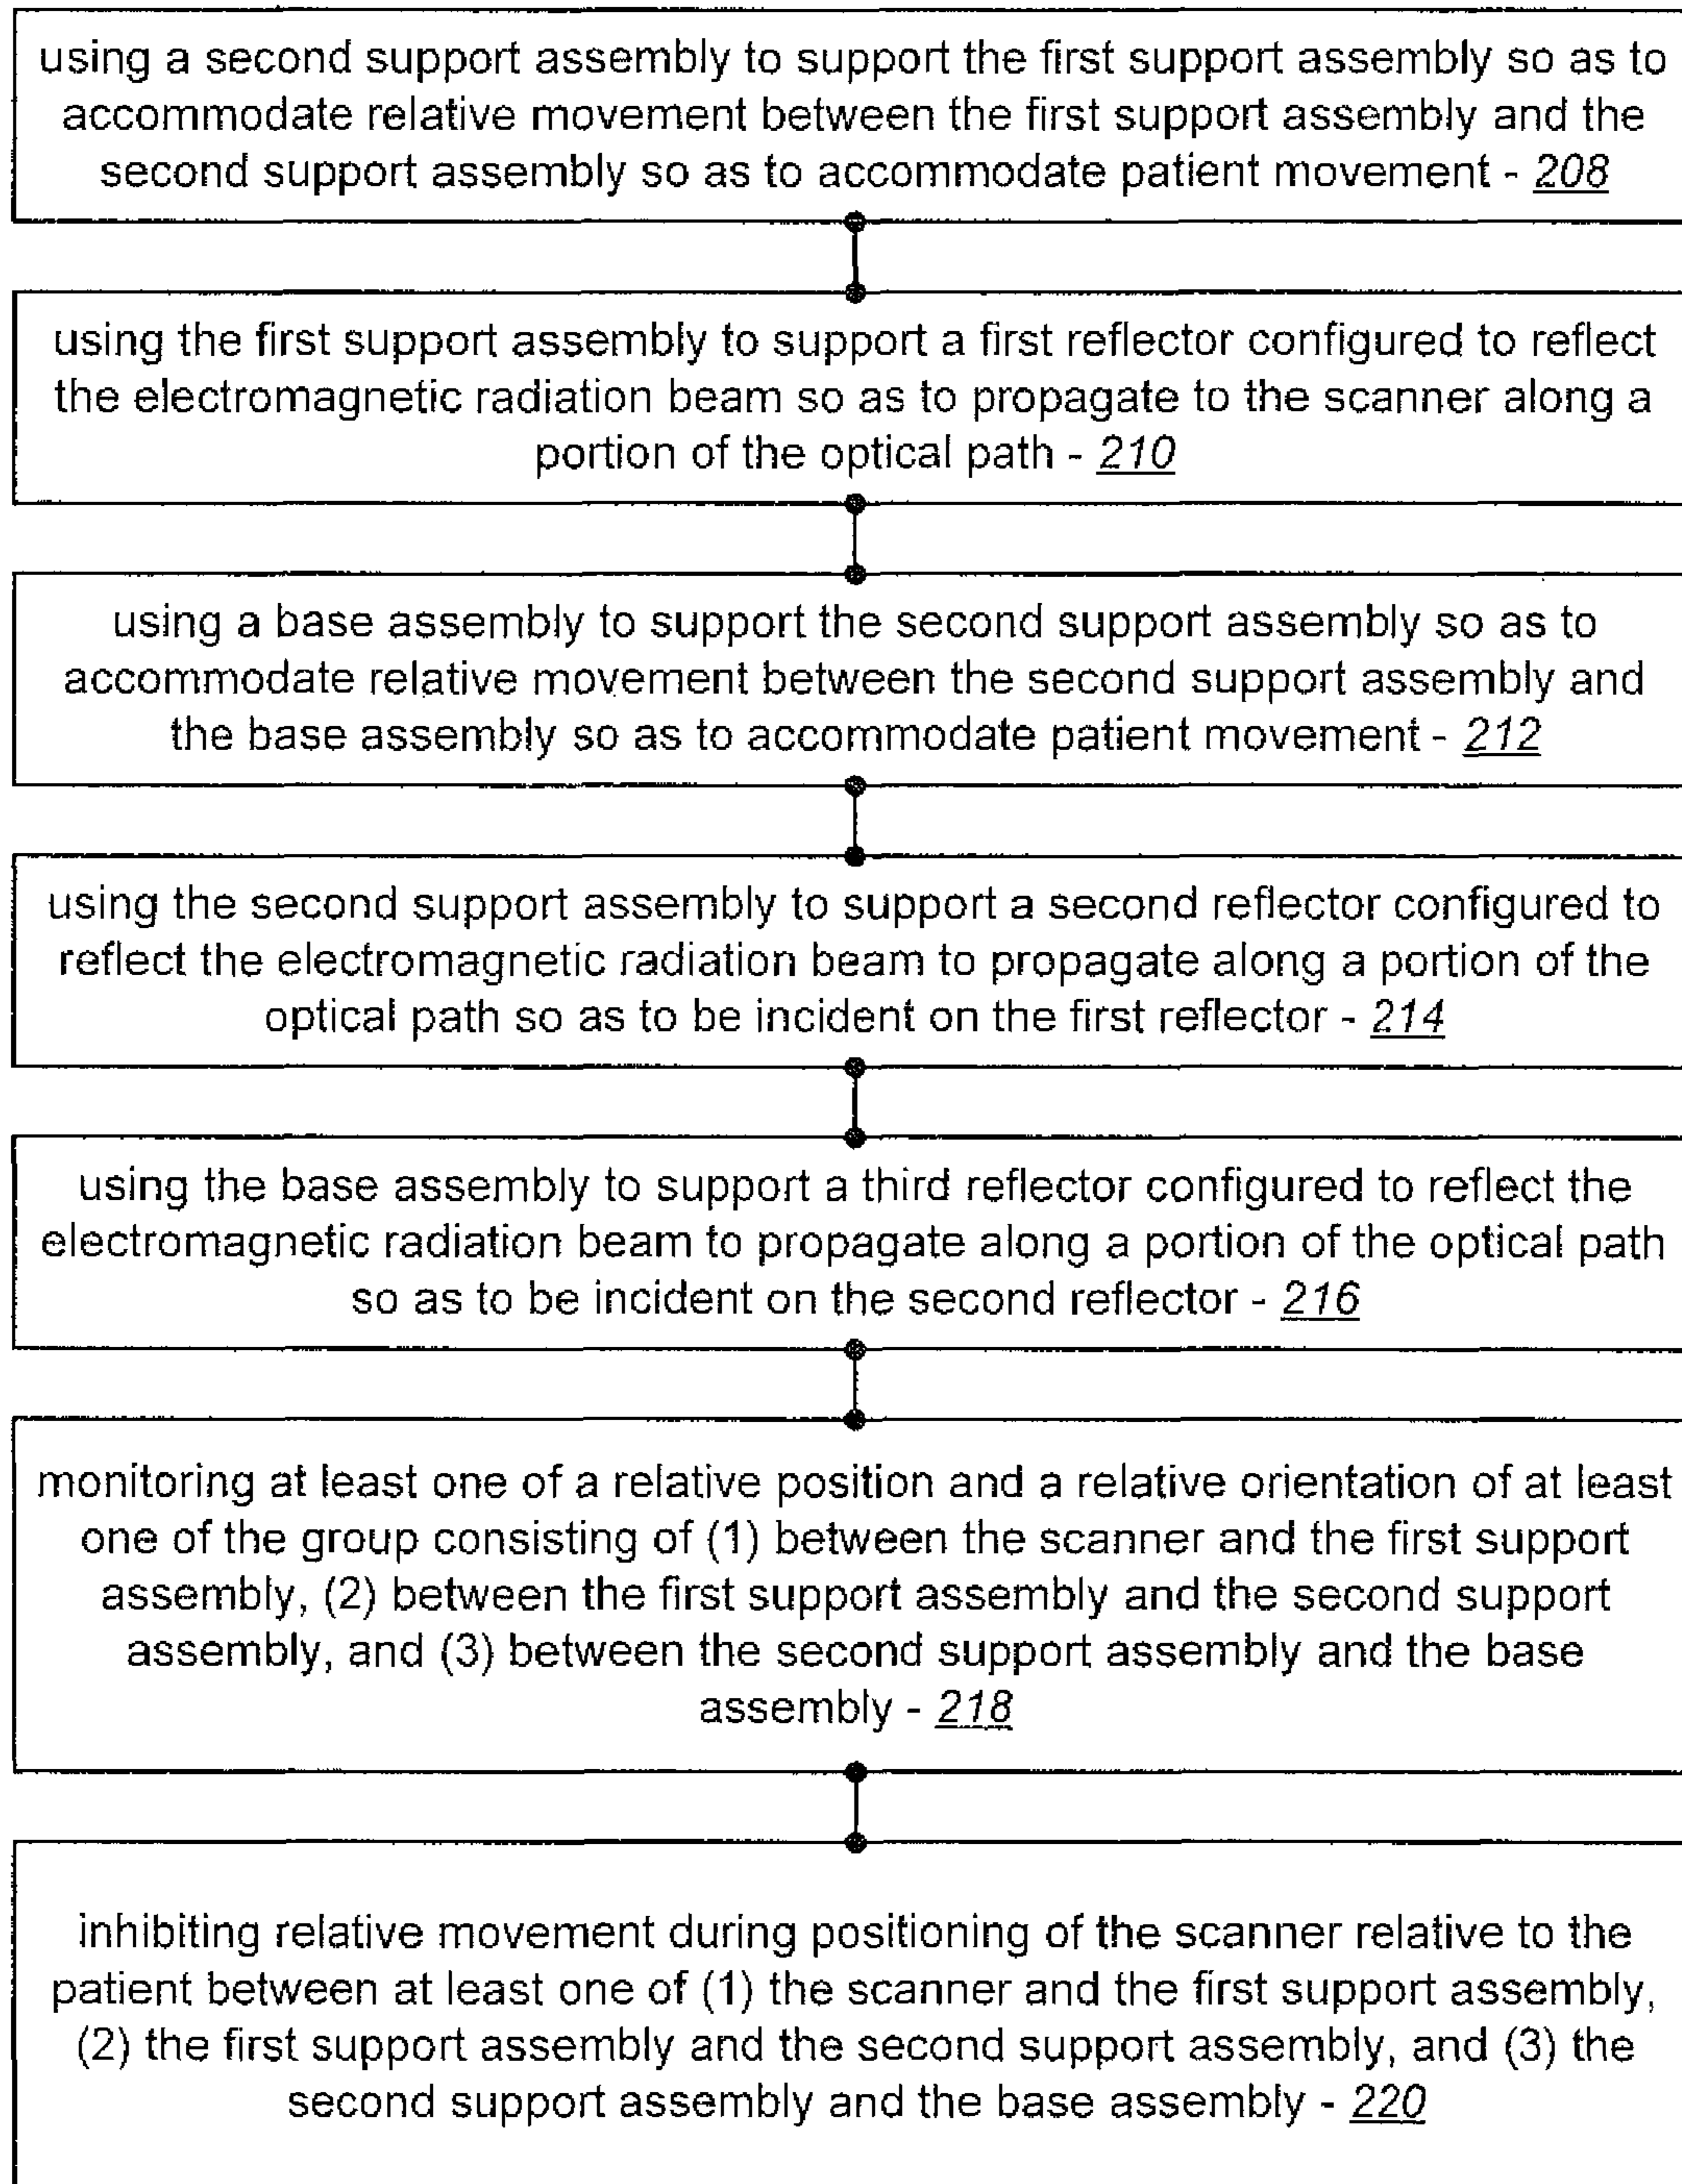 using a second support assembly to support the first support assembly so as to
accommodate relative movement between the first support assembly and the
second support assembly so as to accommodate patient movement - 208
using the first support assembly to support a first reflector configured to reflect
the electromagnetic radiation beam so as to propagate to the scanner along a
portion of the optical path - 210
using a base assembly to support the second support assembly so as to
accommodate relative movement between the second support assembly and
the base assembly so as to accommodate patient movement - 212
using the second support assembly to support a second reflector configured to
reflect the electromagnetic radiation beam to propagate along a portion of the
optical path so as to be incident on the first reflector - 214
using the base assembly to support a third reflector configured to reflect the
electromagnetic radiation beam to propagate along a portion of the optical path
so as to be incident on the second reflector - 216
monitoring at least one of a relative position and a relative orientation of at least
one of the group consisting of (1) between the scanner and the first support
assembly, (2) between the first support assembly and the second support
assembly, and (3) between the second support assembly and the base
assembly - 218
inhibiting relative movement during positioning of the scanner relative to the
patient between at least one of (1) the scanner and the first support assembly,
(2) the first support assembly and the second support assembly, and (3) the
second support assembly and the base assembly - 220